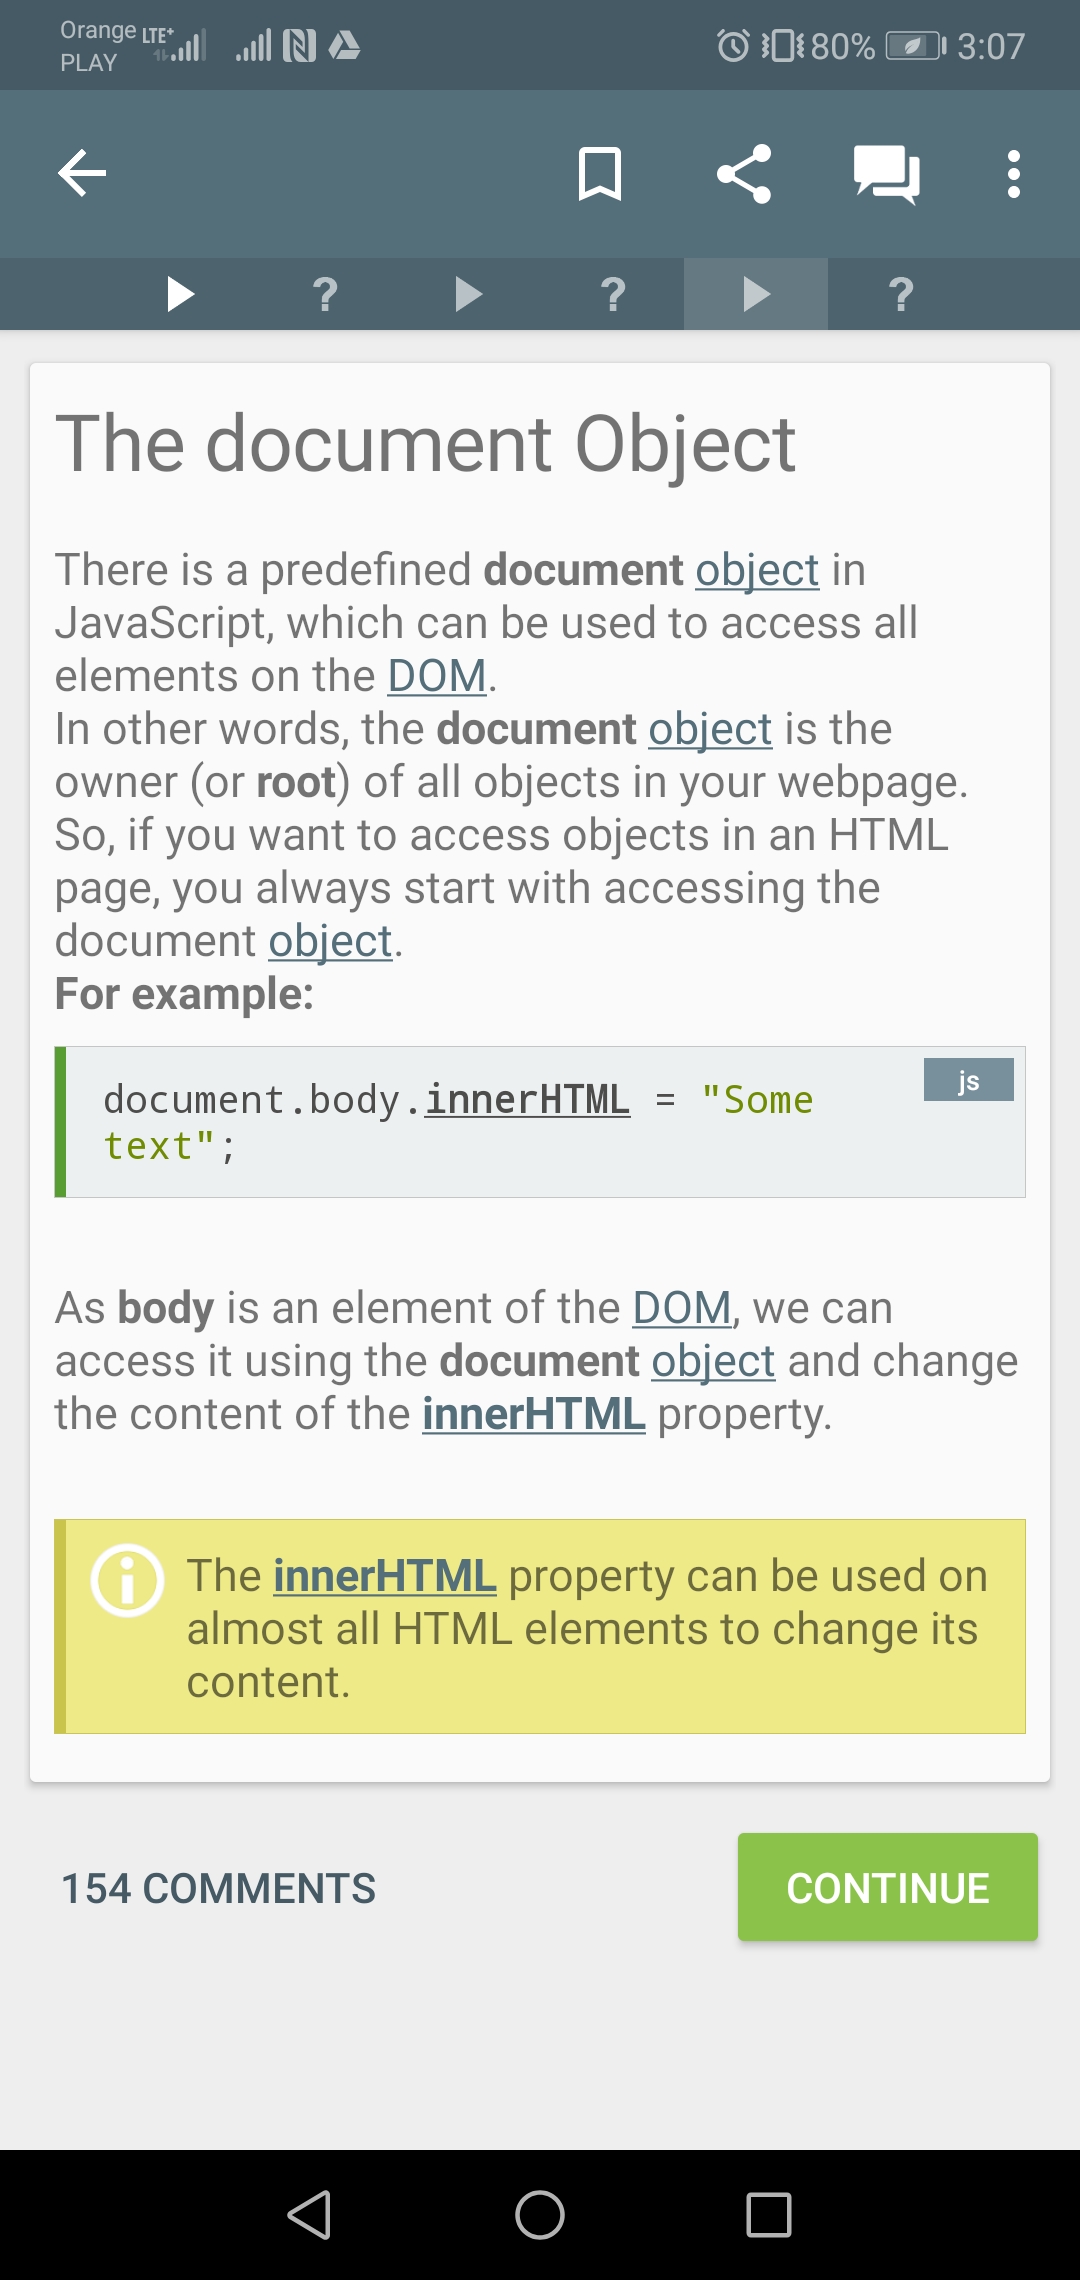 Orange LTE+
PLAY
80% 3:07
? ? ?
The document Object
There is a predefined document object in
JavaScript, which can be used to access all
elements on the DOM.
In other words, the document object is the
owner (or root) of all objects in your webpage.
So, if you want to access objects in an HTML
page, you always start with accessing the
document object.
For example:
js
document.body.innerHTML = "Some
text";
As body is an element of the DOM, we can
access it using the document object and change
the content of the innerHTML property.
The innerHTML property can be used on
almost all HTML elements to change its
content.
154 COMMENTS
CONTINUE